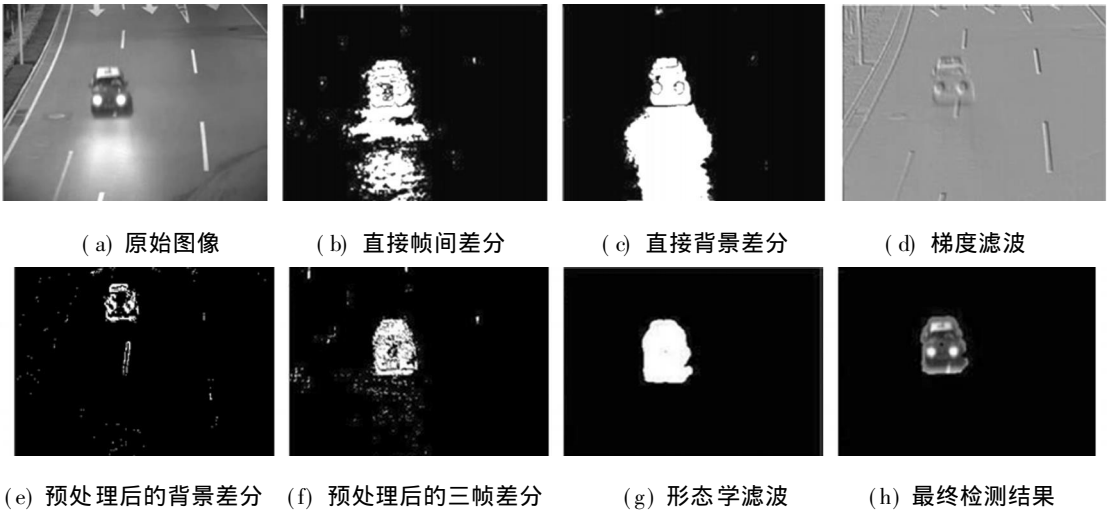 (a) 原始图像 (b) 直接帧间差分 (c) 直接背景差分 (d) 梯度滤波
(e) 预处理后的背景差分 (f) 预处理后的三帧差分 (g) 形态学滤波 (h) 最终检测结果